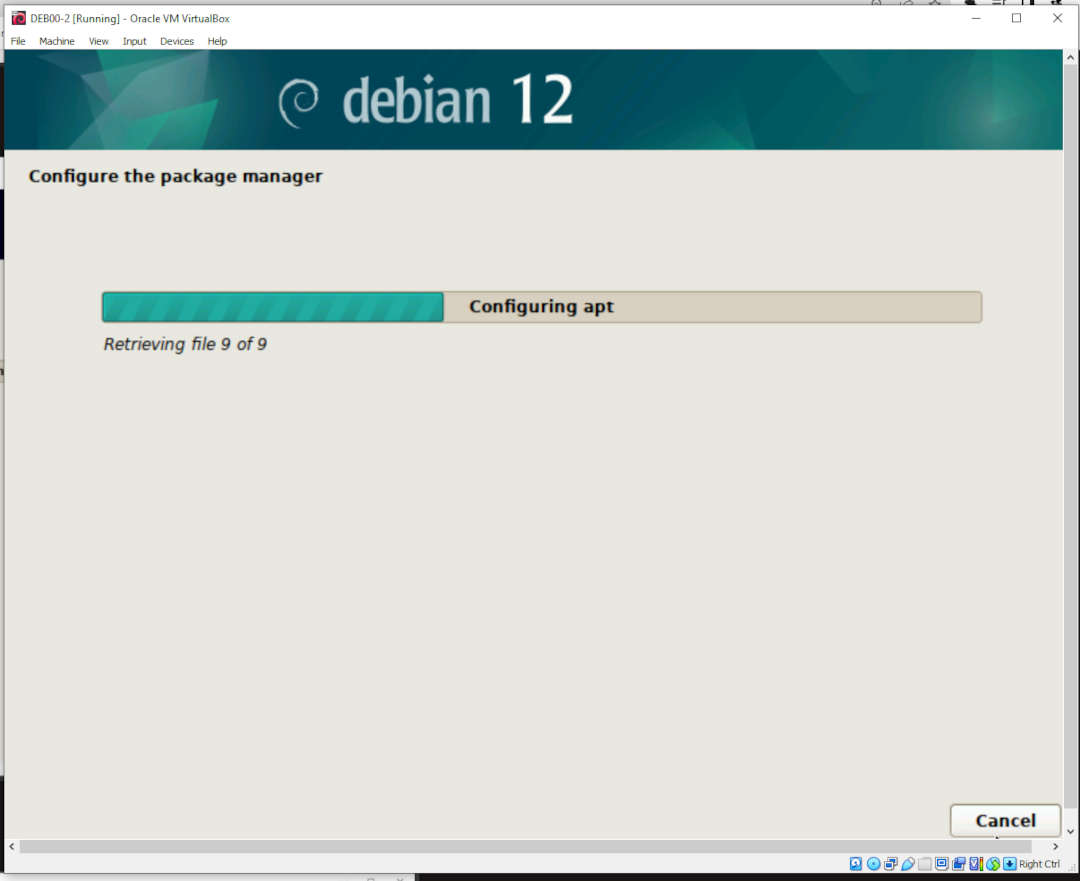 DEB00-2 [Running] - Oracle VM VirtualBox
File Machine View Input Devices Help
debian 12
Configure the package manager
Configuring apt
Retrieving file 9 of 9
Cancel
Right Ctrl